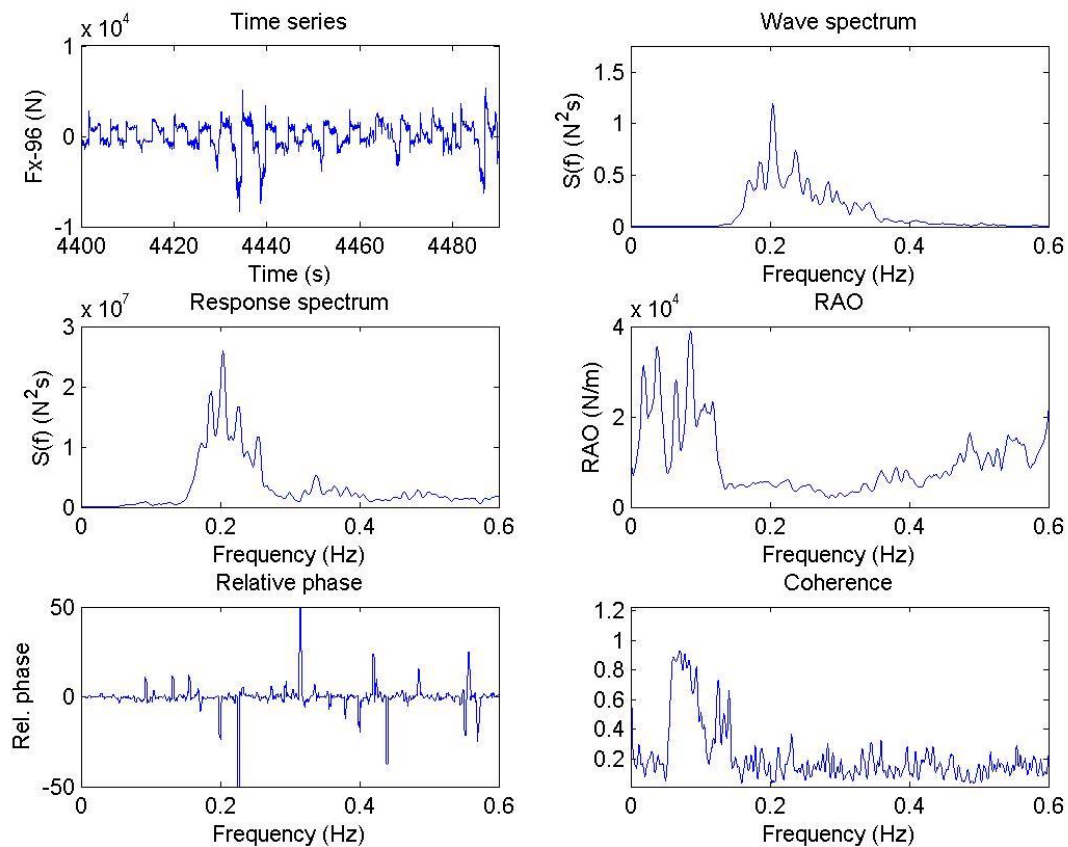 Time series
x 10^4
1
0
-1
Fx-96 (N)
4400 4420 4440 4460 4480
Time (s)
Wave spectrum
1.5
1
0.5
0
S(f) (N^2s)
0 0.2 0.4 0.6
Frequency (Hz)
Response spectrum
x 10^7
3
2
1
0
S(f) (N^2s)
0 0.2 0.4 0.6
Frequency (Hz)
RAO
x 10^4
4
2
0
RAO (N/m)
0 0.2 0.4 0.6
Frequency (Hz)
Relative phase
50
0
-50
Rel. phase
0 0.2 0.4 0.6
Frequency (Hz)
Coherence
1.2
1
0.8
0.6
0.4
0.2
0 0.2 0.4 0.6
Frequency (Hz)